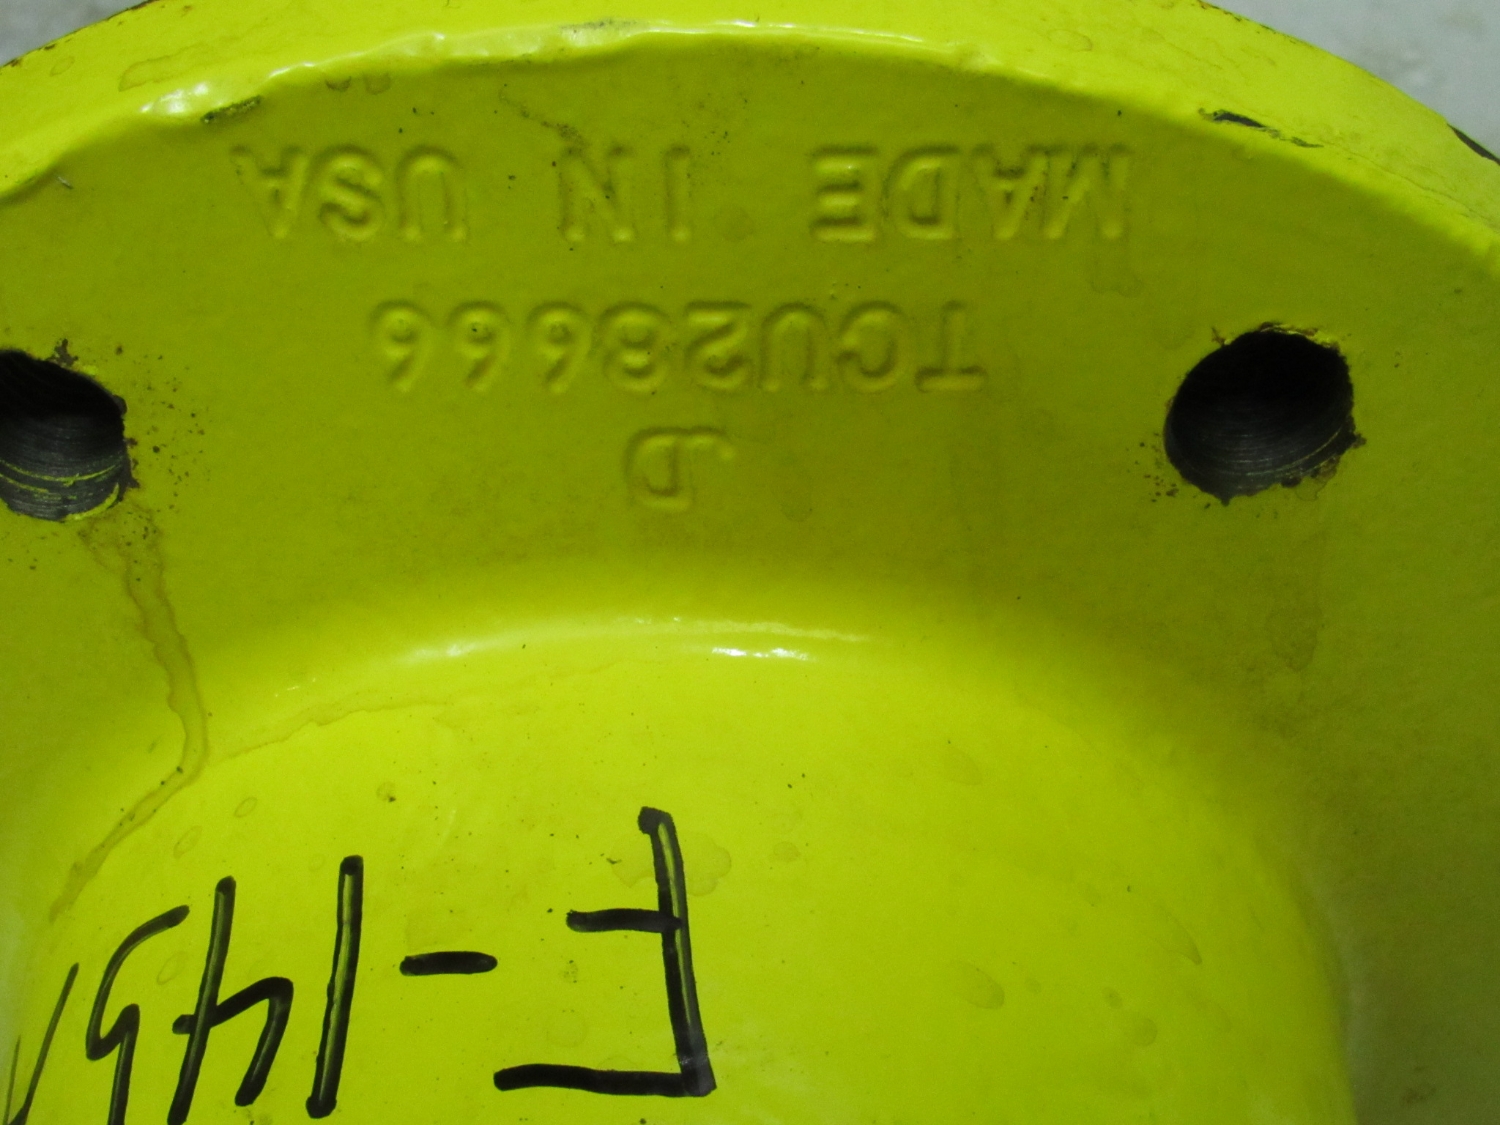 F-145
JD
TCU28666
MADE IN USA